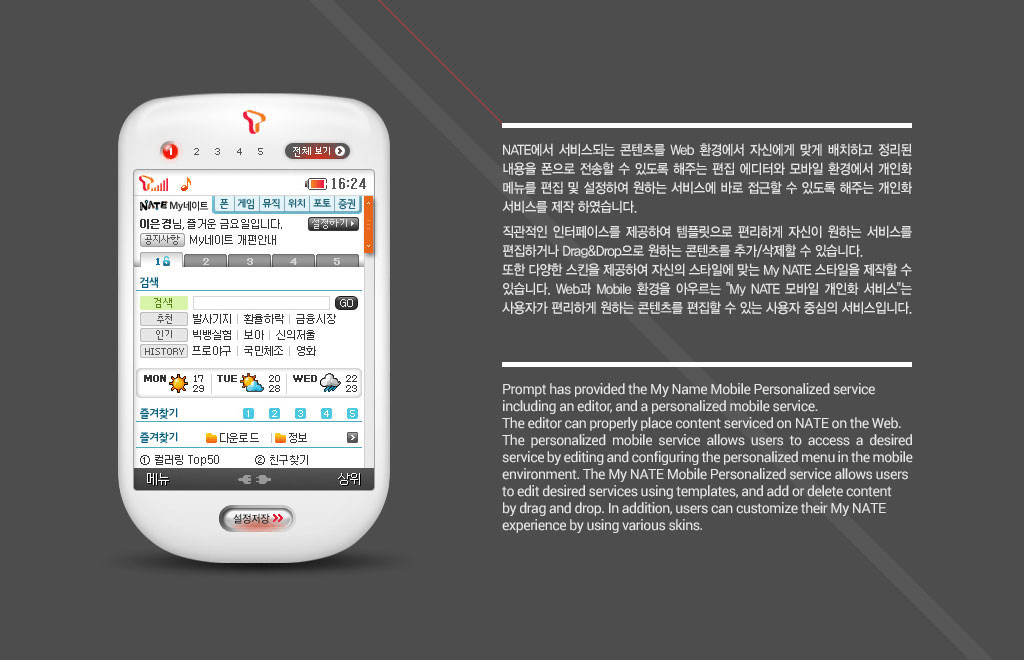 1 2 3 4 5 전체 보기
16:24
NATE My네이트 폰 게임 뮤직 위치 포토 증권
이은경님, 즐거운 금요일입니다. 설정하기
공지사항 My네이트 개편안내
1 2 3 4 5
검색
검색 GO
추천 발사기지 환율하락 금융시장
인기 빅뱅실험 보아 신의저울
HISTORY 프로야구 국민체조 영화
MON 17 29 TUE 20 28 WED 22 23
즐겨찾기 1 2 3 4 5
즐겨찾기 다운로드 정보
① 컬러링 Top50 ② 친구찾기
메뉴 상위
설정저장
NATE에서 서비스되는 콘텐츠를 Web 환경에서 자신에게 맞게 배치하고 정리된
내용을 폰으로 전송할 수 있도록 해주는 편집 에디터와 모바일 환경에서 개인화
메뉴를 편집 및 설정하여 원하는 서비스에 바로 접근할 수 있도록 해주는 개인화
서비스를 제작 하였습니다.
직관적인 인터페이스를 제공하여 템플릿으로 편리하게 자신이 원하는 서비스를
편집하거나 Drag&Drop으로 원하는 콘텐츠를 추가/삭제할 수 있습니다.
또한 다양한 스킨을 제공하여 자신의 스타일에 맞는 My NATE 스타일을 제작할 수
있습니다. Web과 Mobile 환경을 아우르는 "My NATE 모바일 개인화 서비스"는
사용자가 편리하게 원하는 콘텐츠를 편집할 수 있는 사용자 중심의 서비스입니다.
Prompt has provided the My Name Mobile Personalized service
including an editor, and a personalized mobile service.
The editor can properly place content serviced on NATE on the Web.
The personalized mobile service allows users to access a desired
service by editing and configuring the personalized menu in the mobile
environment. The My NATE Mobile Personalized service allows users
to edit desired services using templates, and add or delete content
by drag and drop. In addition, users can customize their My NATE
experience by using various skins.